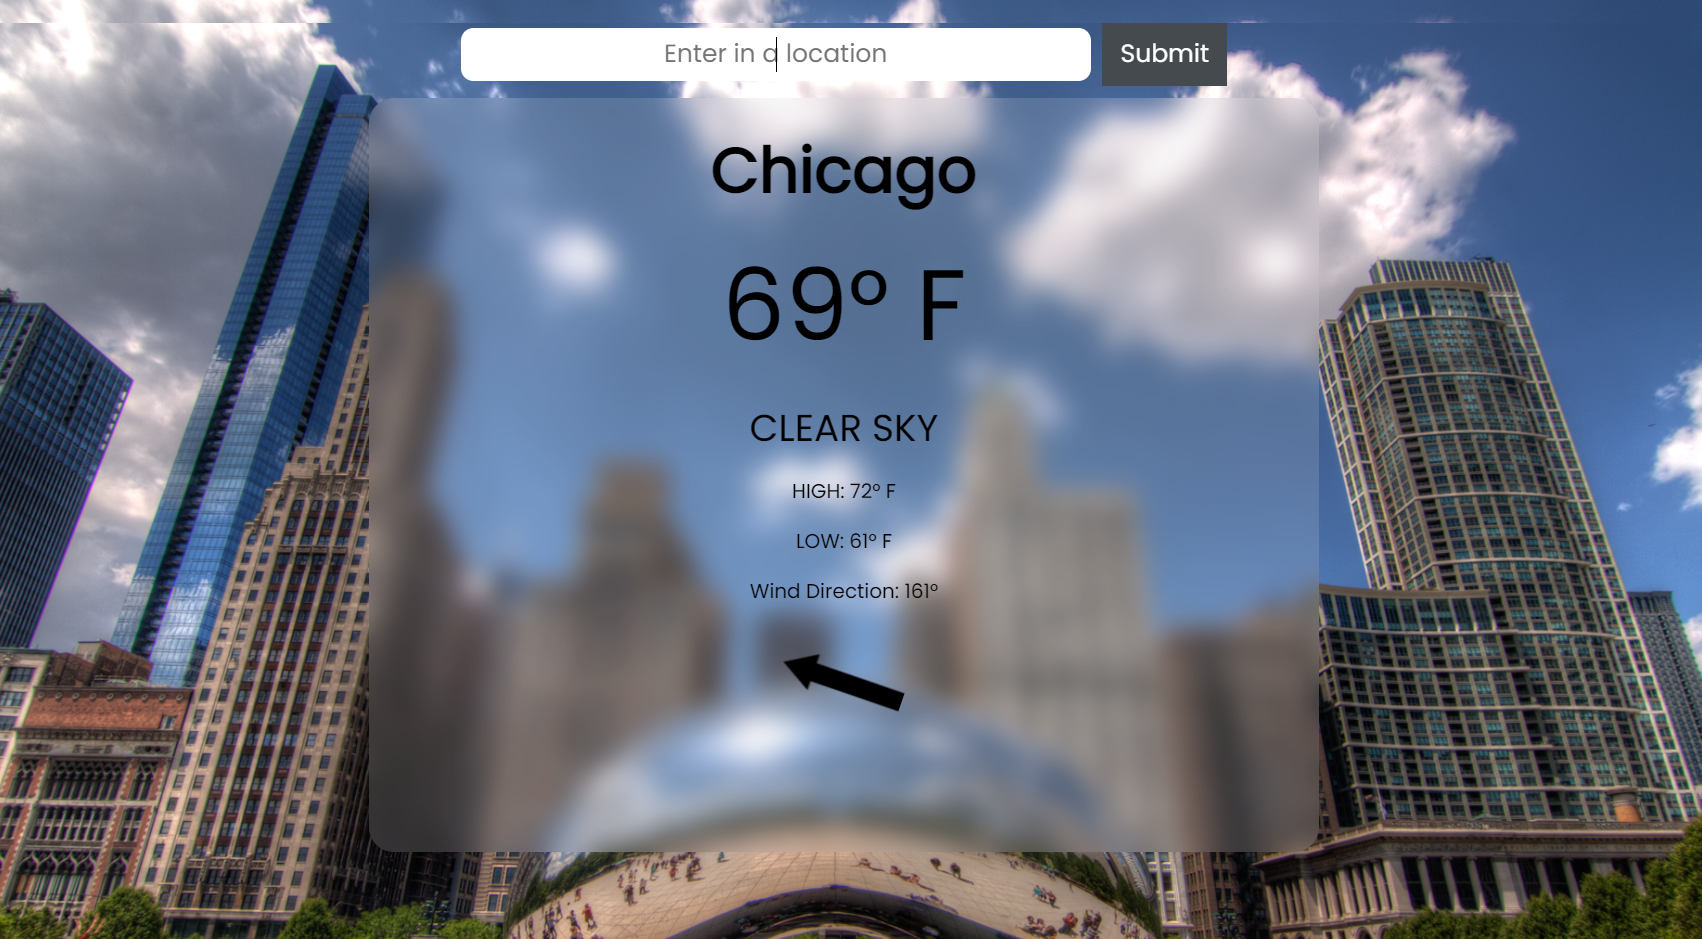 Enter in a location
Submit
Chicago
69° F
CLEAR SKY
HIGH: 72° F
LOW: 61° F
Wind Direction: 161°